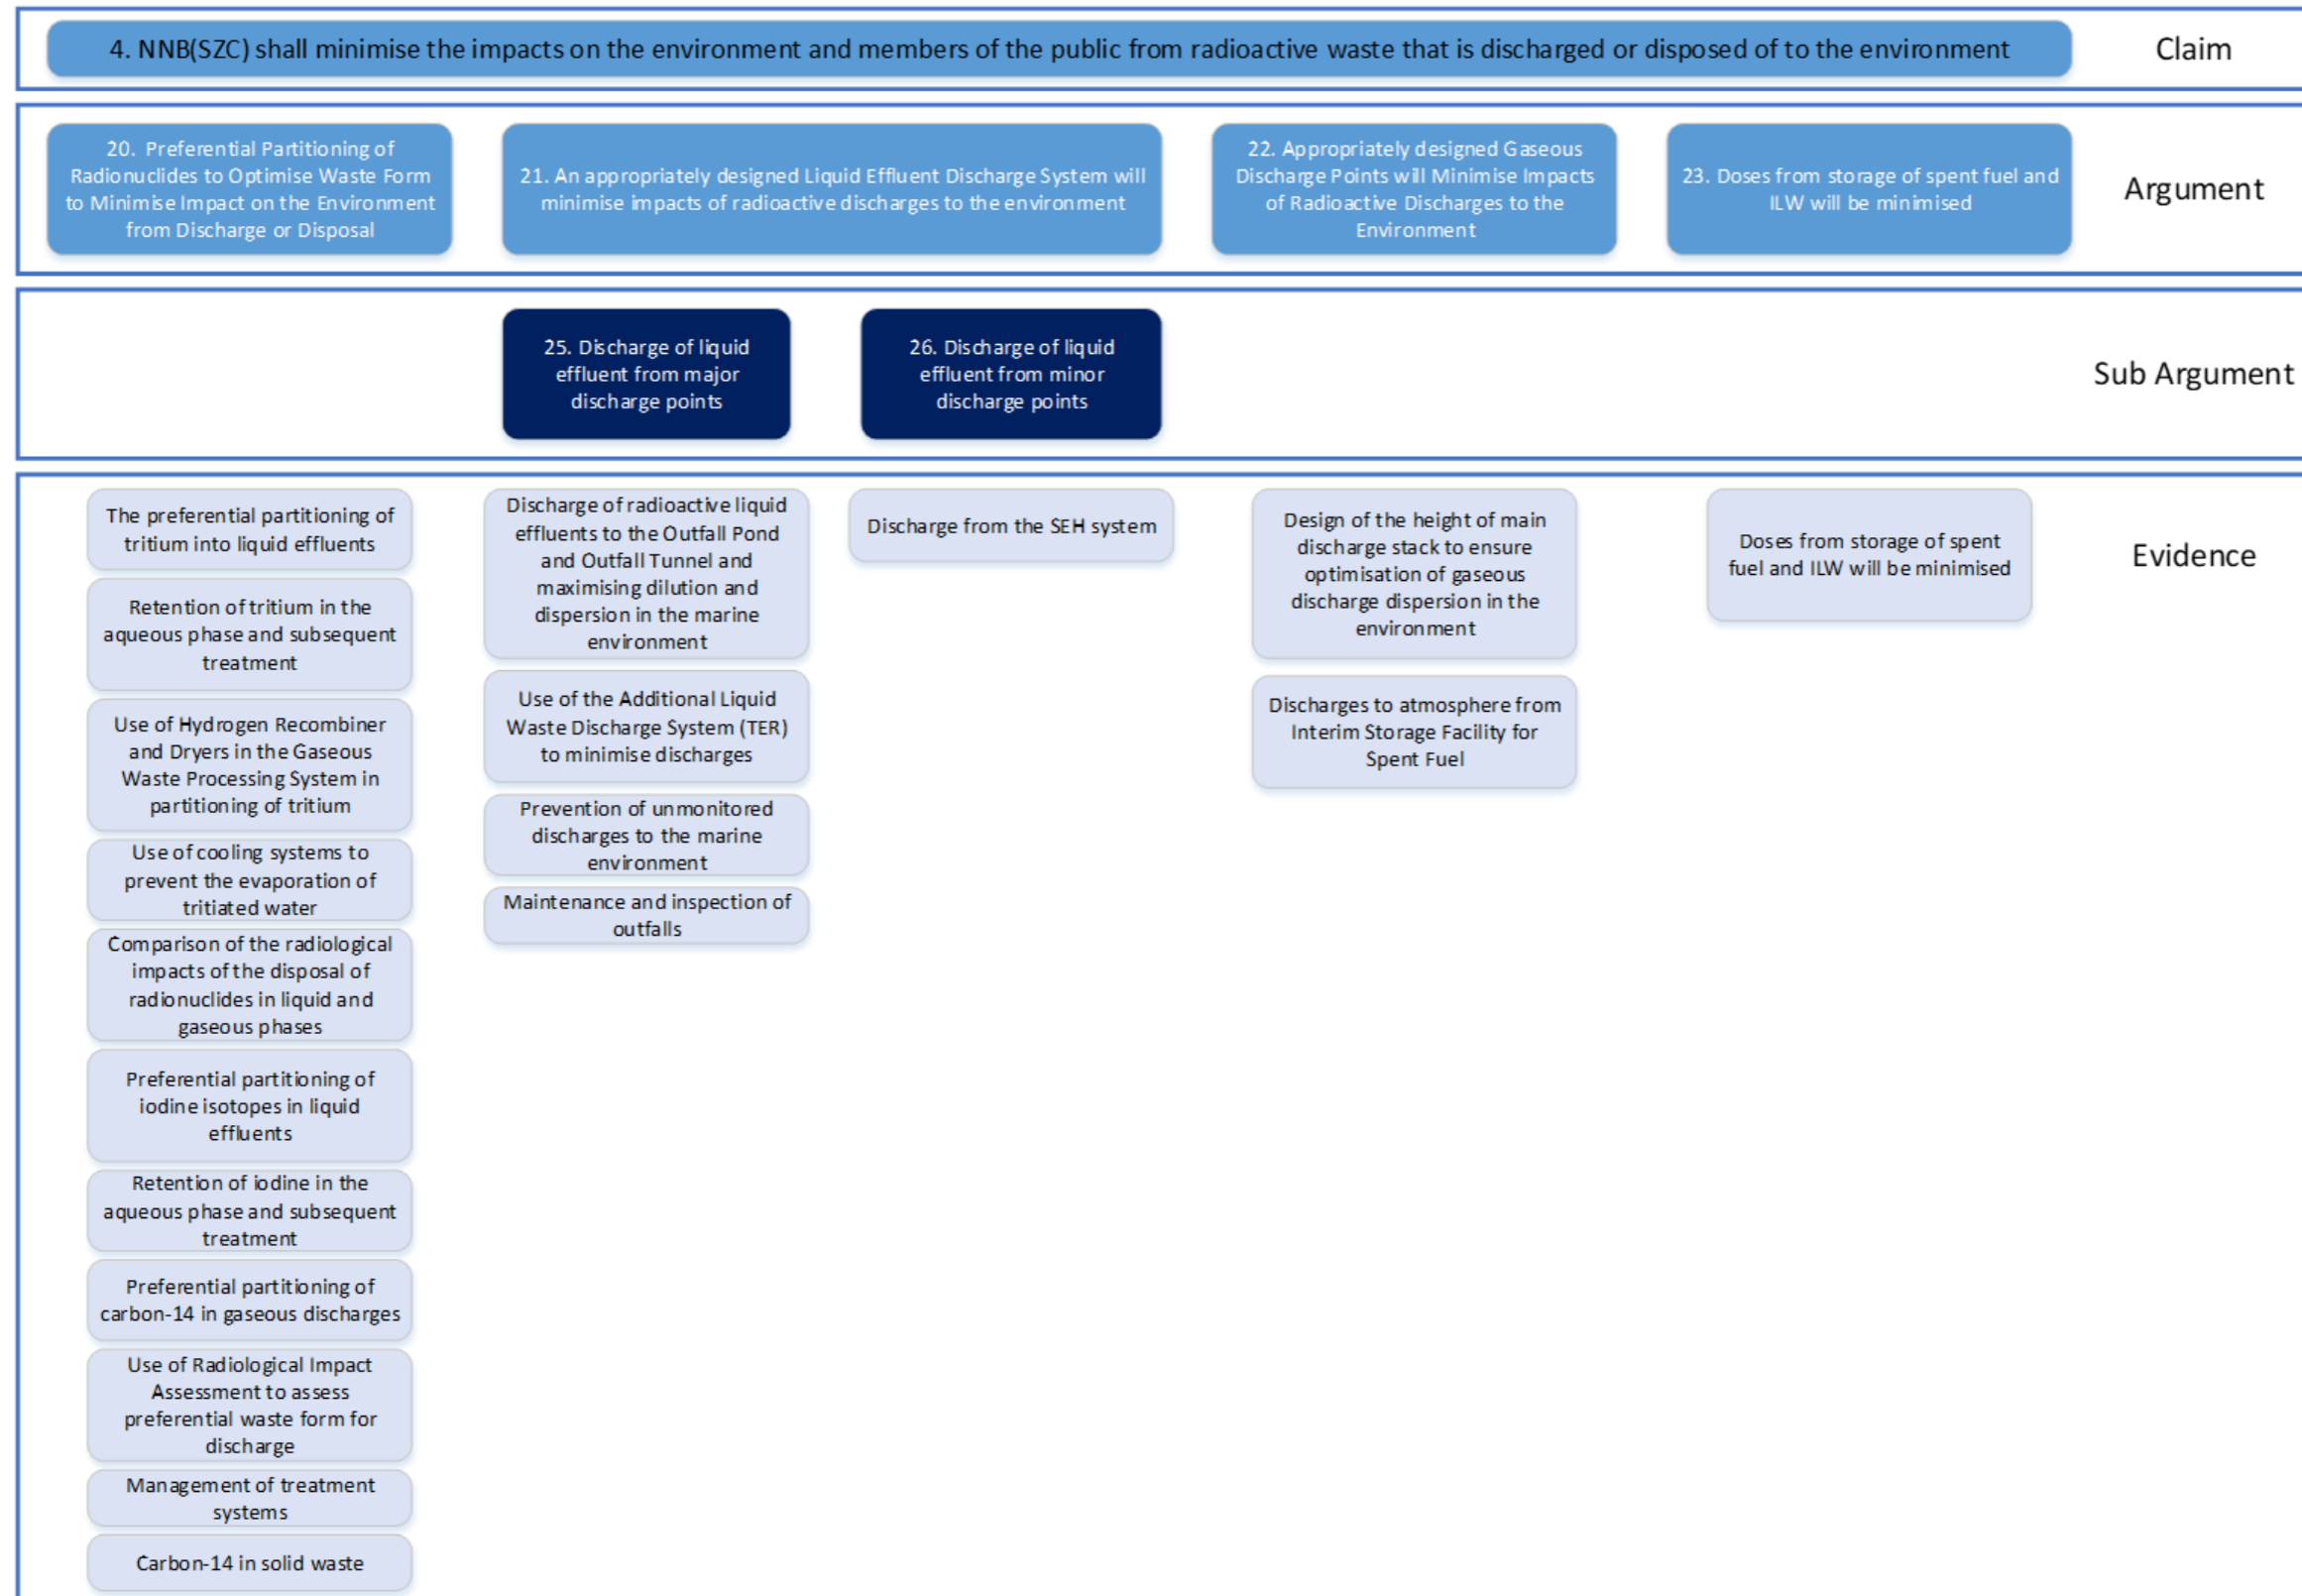 4. NNB(SZC) shall minimise the impacts on the environment and members of the public from radioactive waste that is discharged or disposed of to the environment
Claim
20. Preferential Partitioning of
Radionuclides to Optimise Waste Form
to Minimise Impact on the Environment
from Discharge or Disposal
21. An appropriately designed Liquid Effluent Discharge System will
minimise impacts of radioactive discharges to the environment
22. Appropriately designed Gaseous
Discharge Points will Minimise Impacts
of Radioactive Discharges to the
Environment
23. Doses from storage of spent fuel and
ILW will be minimised
Argument
25. Discharge of liquid
effluent from major
discharge points
26. Discharge of liquid
effluent from minor
discharge points
Sub Argument
The preferential partitioning of
tritium into liquid effluents
Retention of tritium in the
aqueous phase and subsequent
treatment
Use of Hydrogen Recombiner
and Dryers in the Gaseous
Waste Processing System in
partitioning of tritium
Use of cooling systems to
prevent the evaporation of
tritiated water
Comparison of the radiological
impacts of the disposal of
radionuclides in liquid and
gaseous phases
Preferential partitioning of
iodine isotopes in liquid
effluents
Retention of iodine in the
aqueous phase and subsequent
treatment
Preferential partitioning of
carbon-14 in gaseous discharges
Use of Radiological Impact
Assessment to assess
preferential waste form for
discharge
Management of treatment
systems
Carbon-14 in solid waste
Discharge of radioactive liquid
effluents to the Outfall Pond
and Outfall Tunnel and
maximising dilution and
dispersion in the marine
environment
Use of the Additional Liquid
Waste Discharge System (TER)
to minimise discharges
Prevention of unmonitored
discharges to the marine
environment
Maintenance and inspection of
outfalls
Discharge from the SEH system
Design of the height of main
discharge stack to ensure
optimisation of gaseous
discharge dispersion in the
environment
Discharges to atmosphere from
Interim Storage Facility for
Spent Fuel
Doses from storage of spent
fuel and ILW will be minimised
Evidence